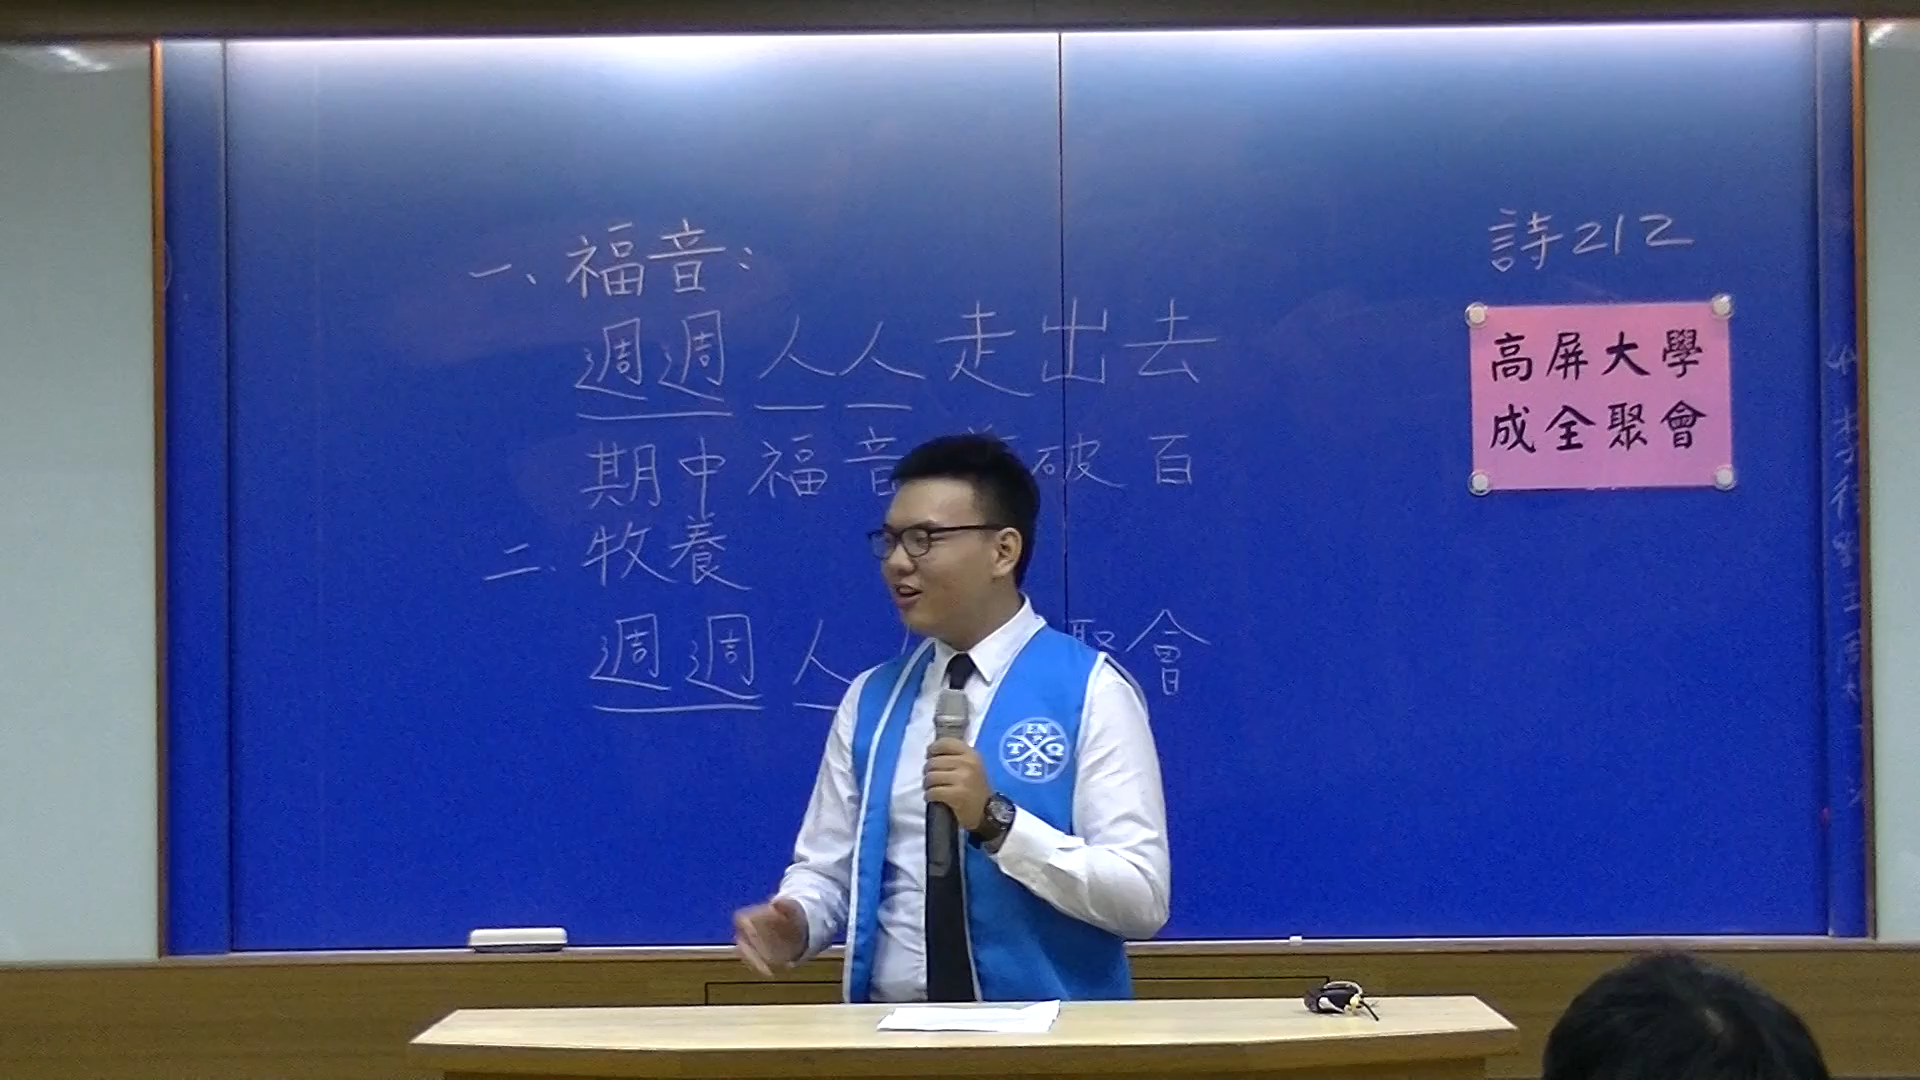 一、福音：
週週人人走出去
期中福音 破百
二.牧養
週週人 聚會
詩212
高屏大學
成全聚會
EN
T Ω
Σ